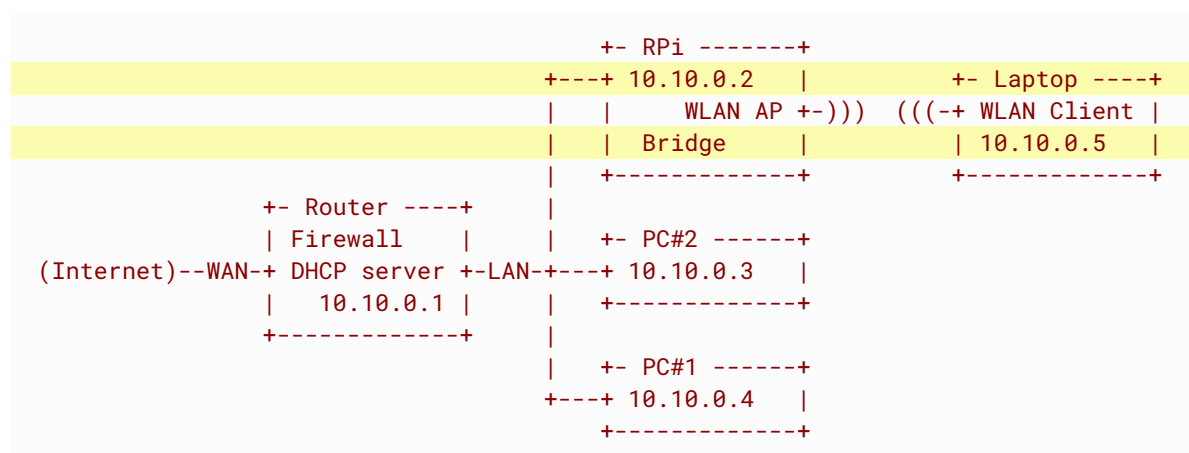 +- RPi -------+
                                    +---+ 10.10.0.2   |          +- Laptop ----+
                                    |   |     WLAN AP +-)))  (((-+ WLAN Client |
                                    |   |  Bridge     |          | 10.10.0.5   |
                                    |   +-------------+          +-------------+
                +- Router ----+     |
                | Firewall    |     |   +- PC#2 ------+
(Internet)--WAN-+ DHCP server +-LAN-+---+ 10.10.0.3   |
                |   10.10.0.1 |     |   +-------------+
                +-------------+     |
                                    |   +- PC#1 ------+
                                    +---+ 10.10.0.4   |
                                        +-------------+